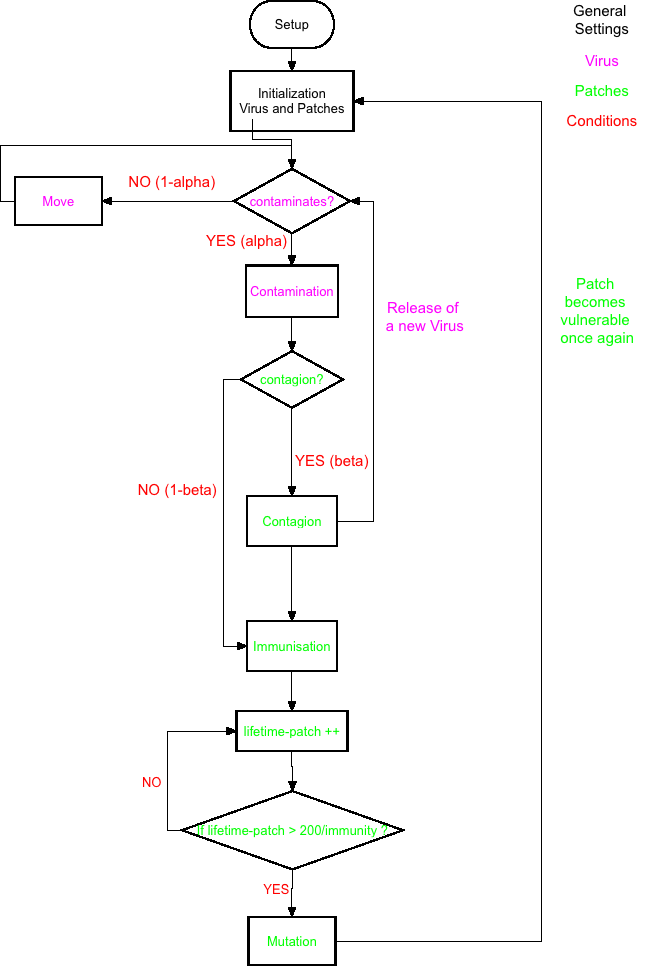 Setup
General
Settings
Virus
Patches
Conditions
Initialization
Virus and Patches
NO (1-alpha)
Move
contaminates?
YES (alpha)
Contamination
Release of
a new Virus
Patch
becomes
vulnerable
once again
contagion?
YES (beta)
NO (1-beta)
Contagion
Immunisation
lifetime-patch ++
NO
If lifetime-patch > 200/immunity ?
YES
Mutation